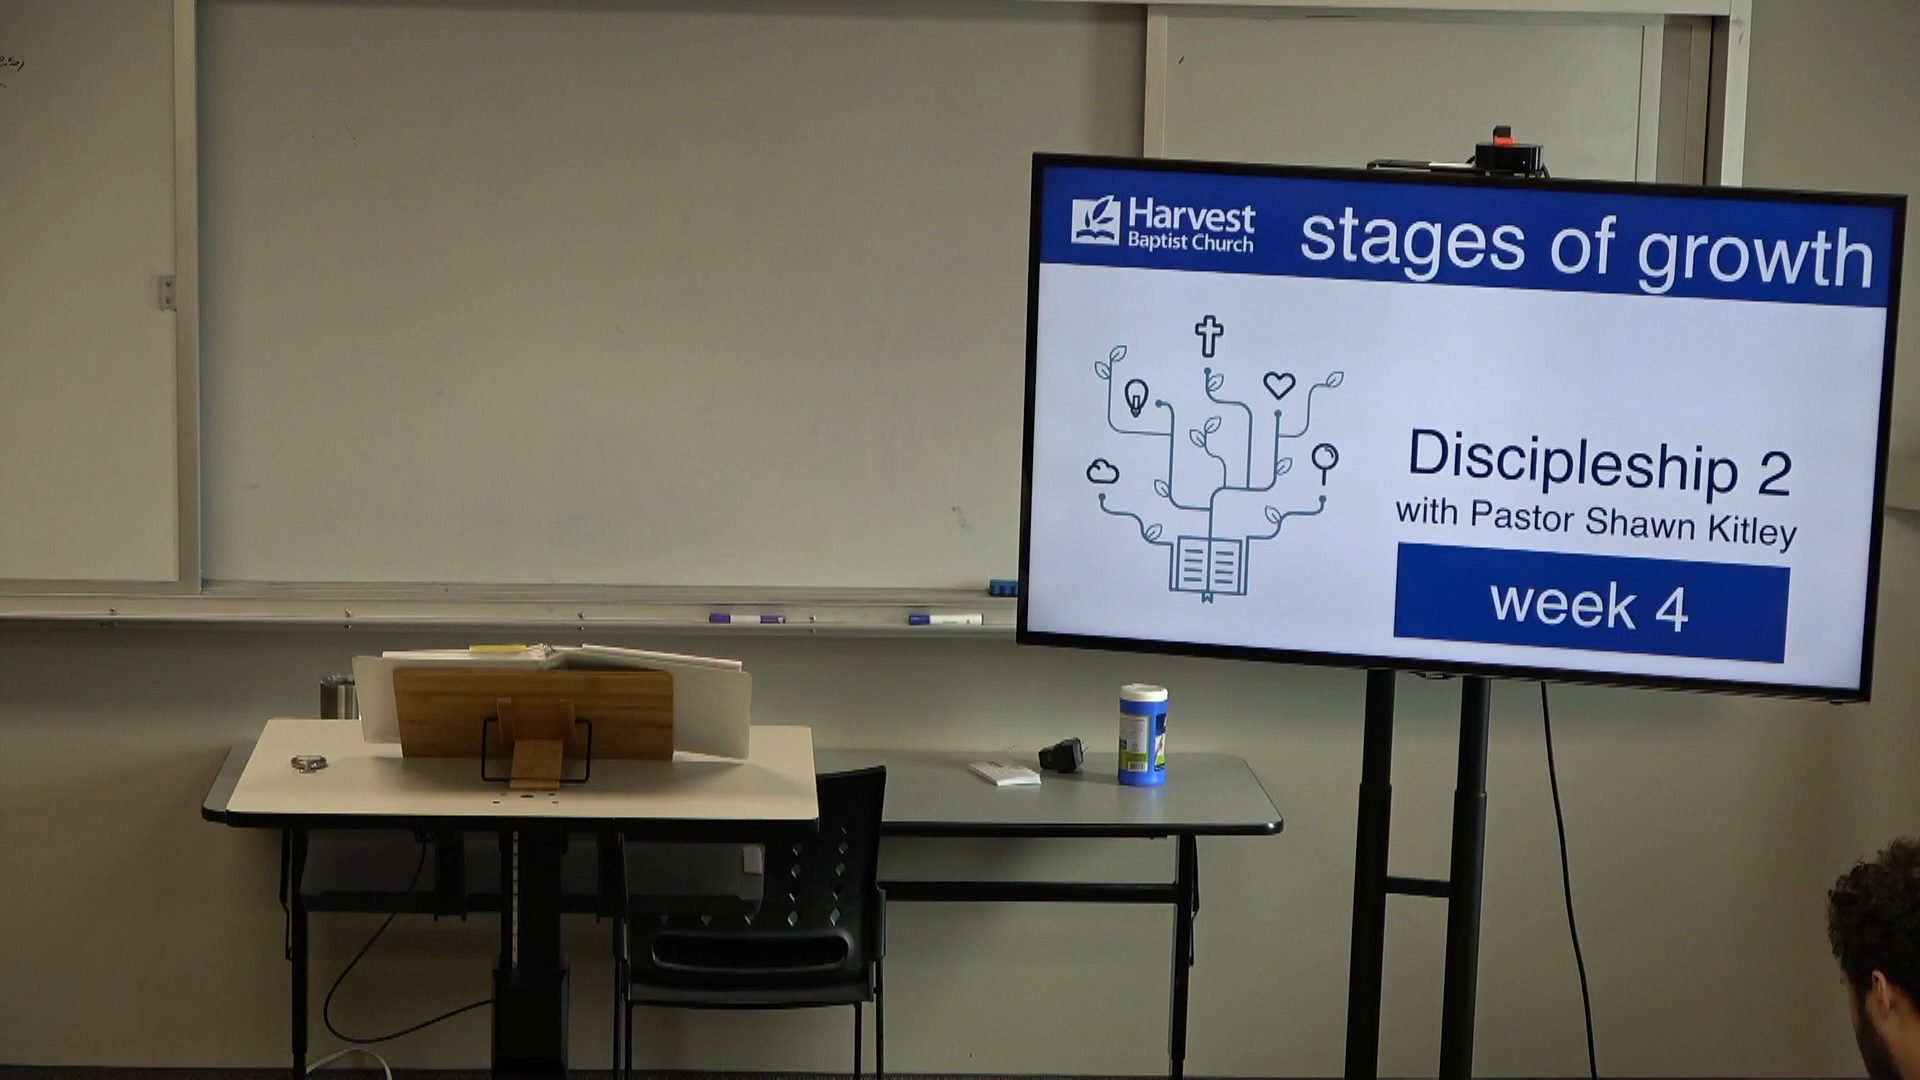 Harvest
Baptist Church
stages of growth
Discipleship 2
with Pastor Shawn Kitley
week 4